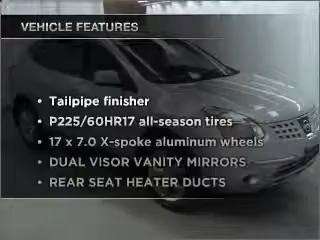 VEHICLE FEATURES
• Tailpipe finisher
• P225/60HR17 all-season tires
• 17 x 7.0 X-spoke aluminum wheels
• DUAL VISOR VANITY MIRRORS
• REAR SEAT HEATER DUCTS